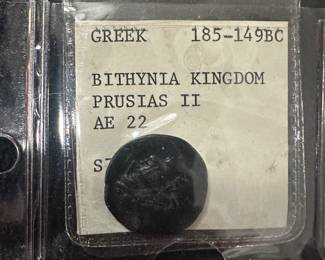 GREEK 185-149BC
BITHYNIA KINGDOM
PRUSIAS II
AE 22